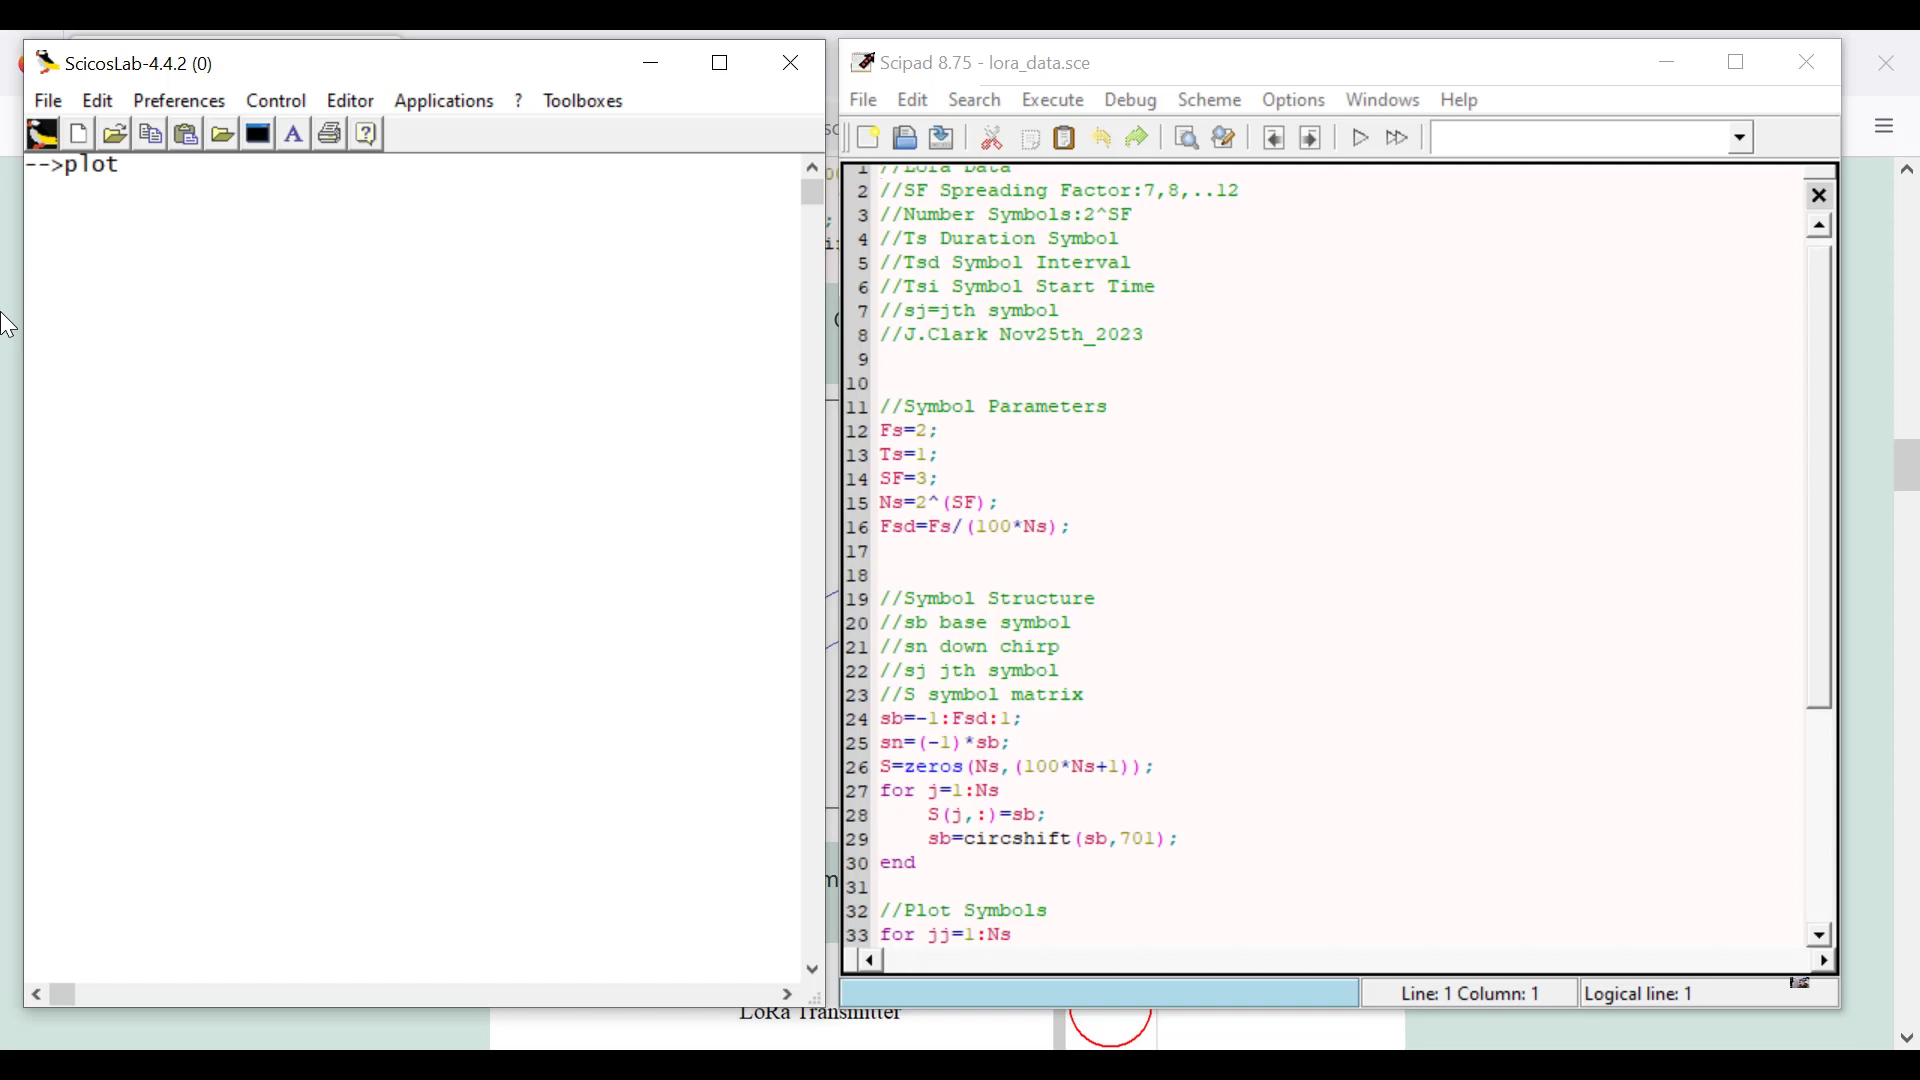 ScicosLab-4.4.2 (0)
File Edit Preferences Control Editor Applications ? Toolboxes
-->plot
Scipad 8.75 - lora_data.sce
File Edit Search Execute Debug Scheme Options Windows Help
1 //Lora Data
2 //SF Spreading Factor:7,8,..12
3 //Number Symbols:2^SF
4 //Ts Duration Symbol
5 //Tsd Symbol Interval
6 //Tsi Symbol Start Time
7 //sj=jth symbol
8 //J.Clark Nov25th_2023
9
10
11 //Symbol Parameters
12 Fs=2;
13 Ts=1;
14 SF=3;
15 Ns=2^(SF);
16 Fsd=Fs/(100*Ns);
17
18
19 //Symbol Structure
20 //sb base symbol
21 //sn down chirp
22 //sj jth symbol
23 //S symbol matrix
24 sb=-1:Fsd:1;
25 sn=(-1)*sb;
26 S=zeros(Ns,(100*Ns+1));
27 for j=1:Ns
28 S(j,:)=sb;
29 sb=circshift(sb,701);
30 end
31
32 //Plot Symbols
33 for jj=1:Ns
Line: 1 Column: 1
Logical line: 1
LoRa Transmitter